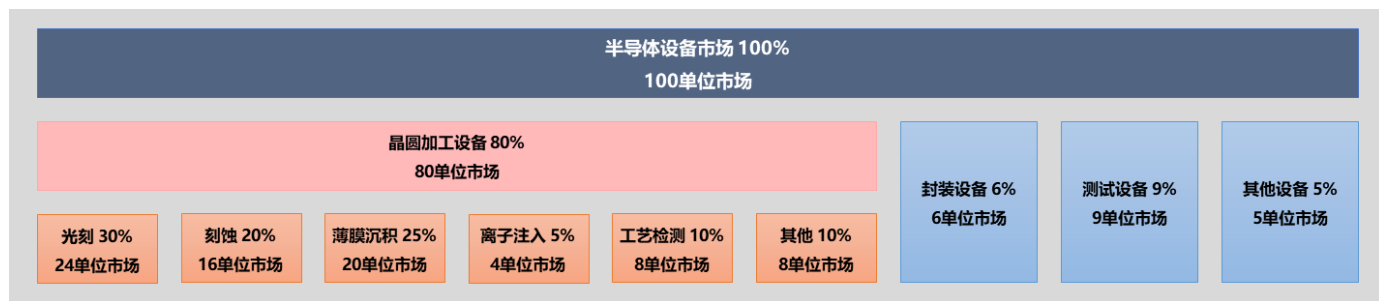 半导体设备市场 100%
100单位市场
晶圆加工设备 80%
80单位市场
封装设备 6%
6单位市场
测试设备 9%
9单位市场
其他设备 5%
5单位市场
光刻 30%
24单位市场
刻蚀 20%
16单位市场
薄膜沉积 25%
20单位市场
离子注入 5%
4单位市场
工艺检测 10%
8单位市场
其他 10%
8单位市场